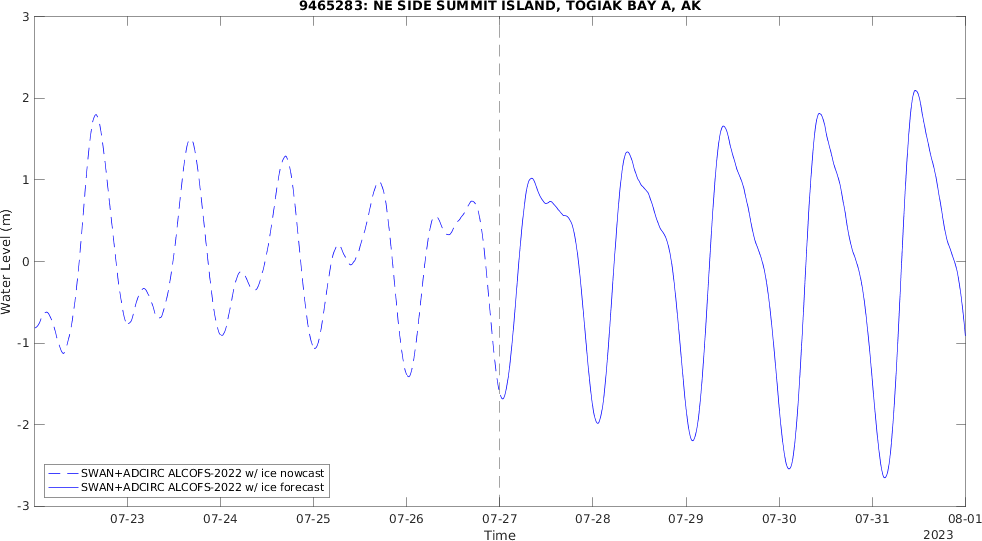 9465283: NE SIDE SUMMIT ISLAND, TOGIAK BAY A, AK
3
2
1
0
-1
-2
-3
Water Level (m)
SWAN+ADCIRC ALCOFS-2022 w/ ice nowcast
SWAN+ADCIRC ALCOFS-2022 w/ ice forecast
07-23 07-24 07-25 07-26 07-27 07-28 07-29 07-30 07-31 08-01
Time
2023